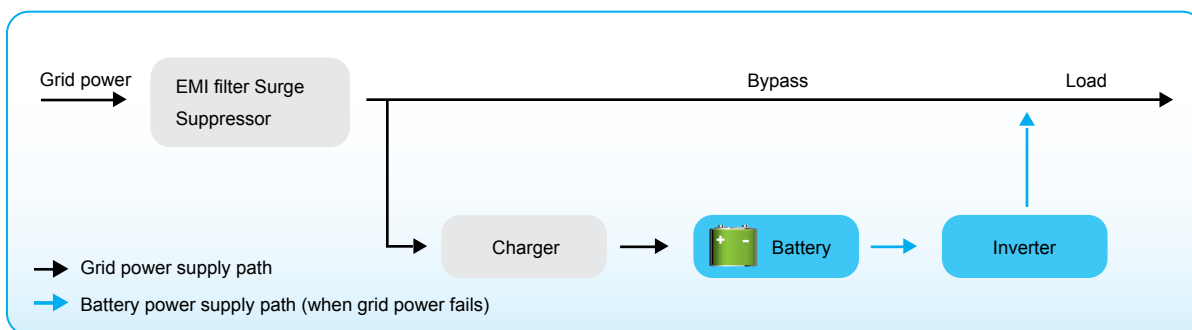 Grid power
EMI filter Surge
Suppressor
Bypass
Load
Charger
+ -
Battery
Inverter
Grid power supply path
Battery power supply path (when grid power fails)